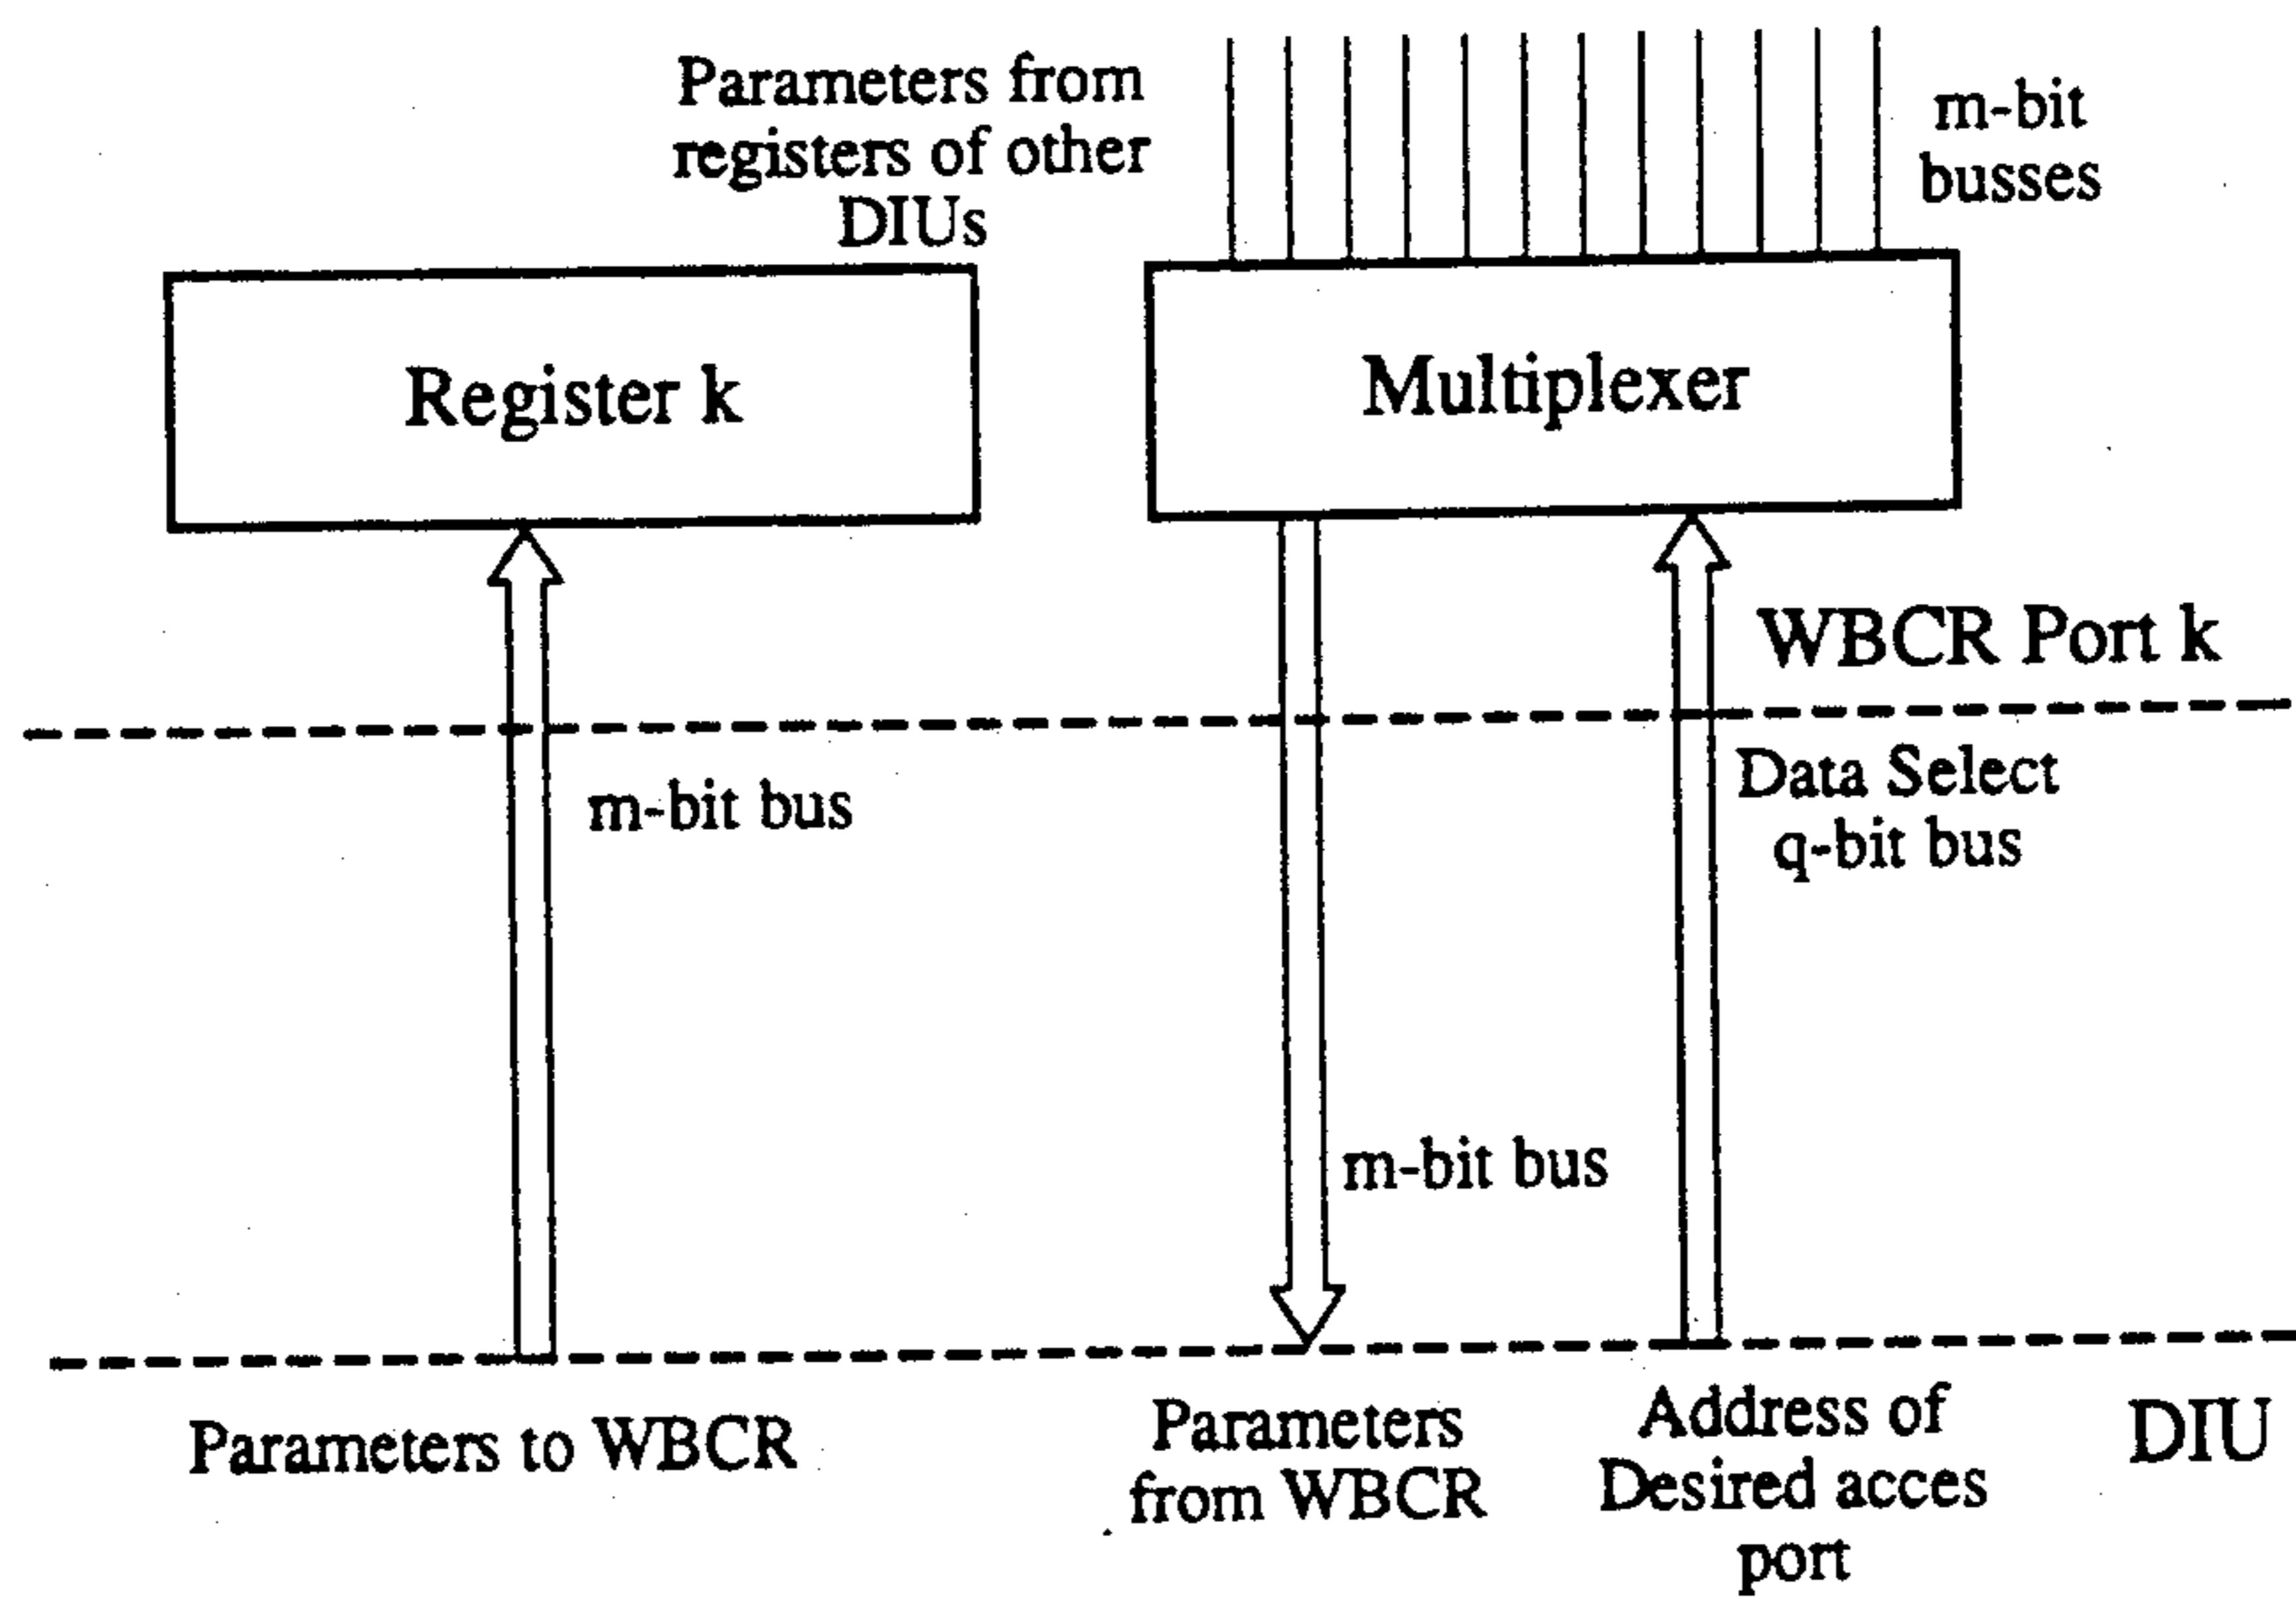 Parameters from
registers of other
DIUs
m-bit
busses
Register k
Multiplexer
WBCR Port k
m-bit bus
Data Select
q-bit bus
m-bit bus
Parameters to WBCR
Parameters
from WBCR
Address of
Desired acces
port
DIU